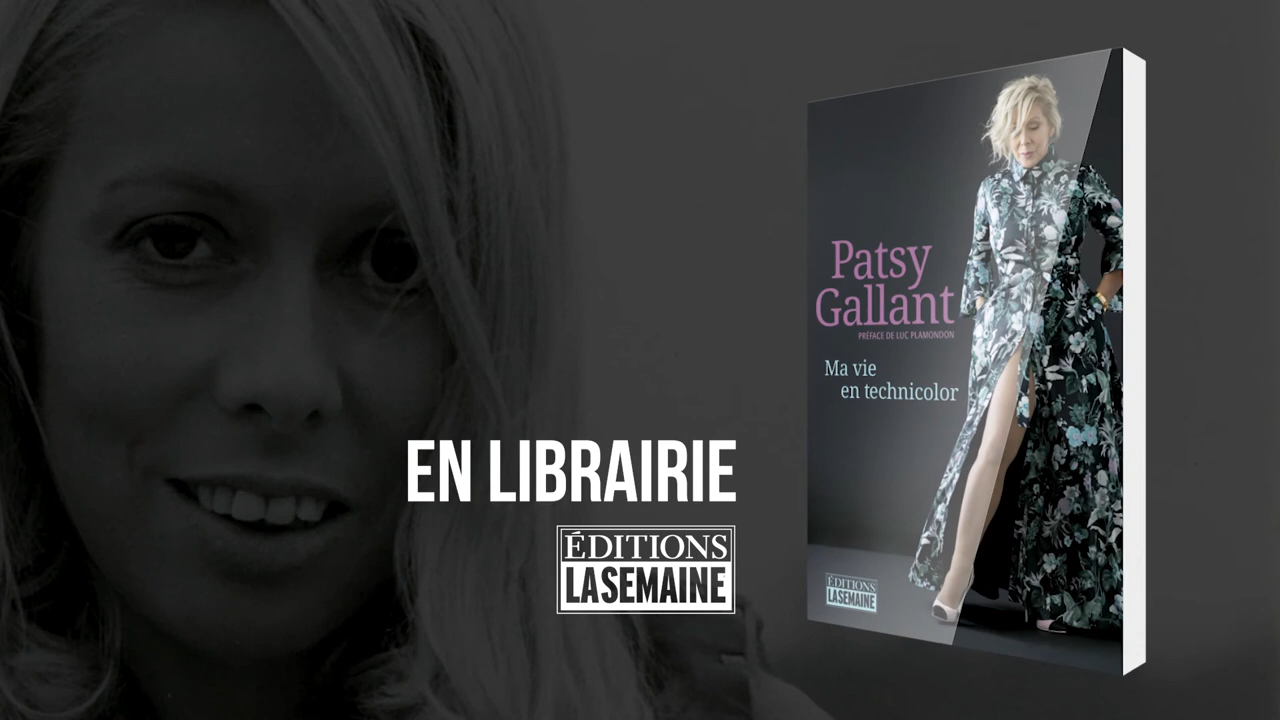 Patsy
Gallant
PRÉFACE DE LUC PLAMONDON
Ma vie
en technicolor
ÉDITIONS
LASEMAINE
EN LIBRAIRIE
ÉDITIONS
LASEMAINE